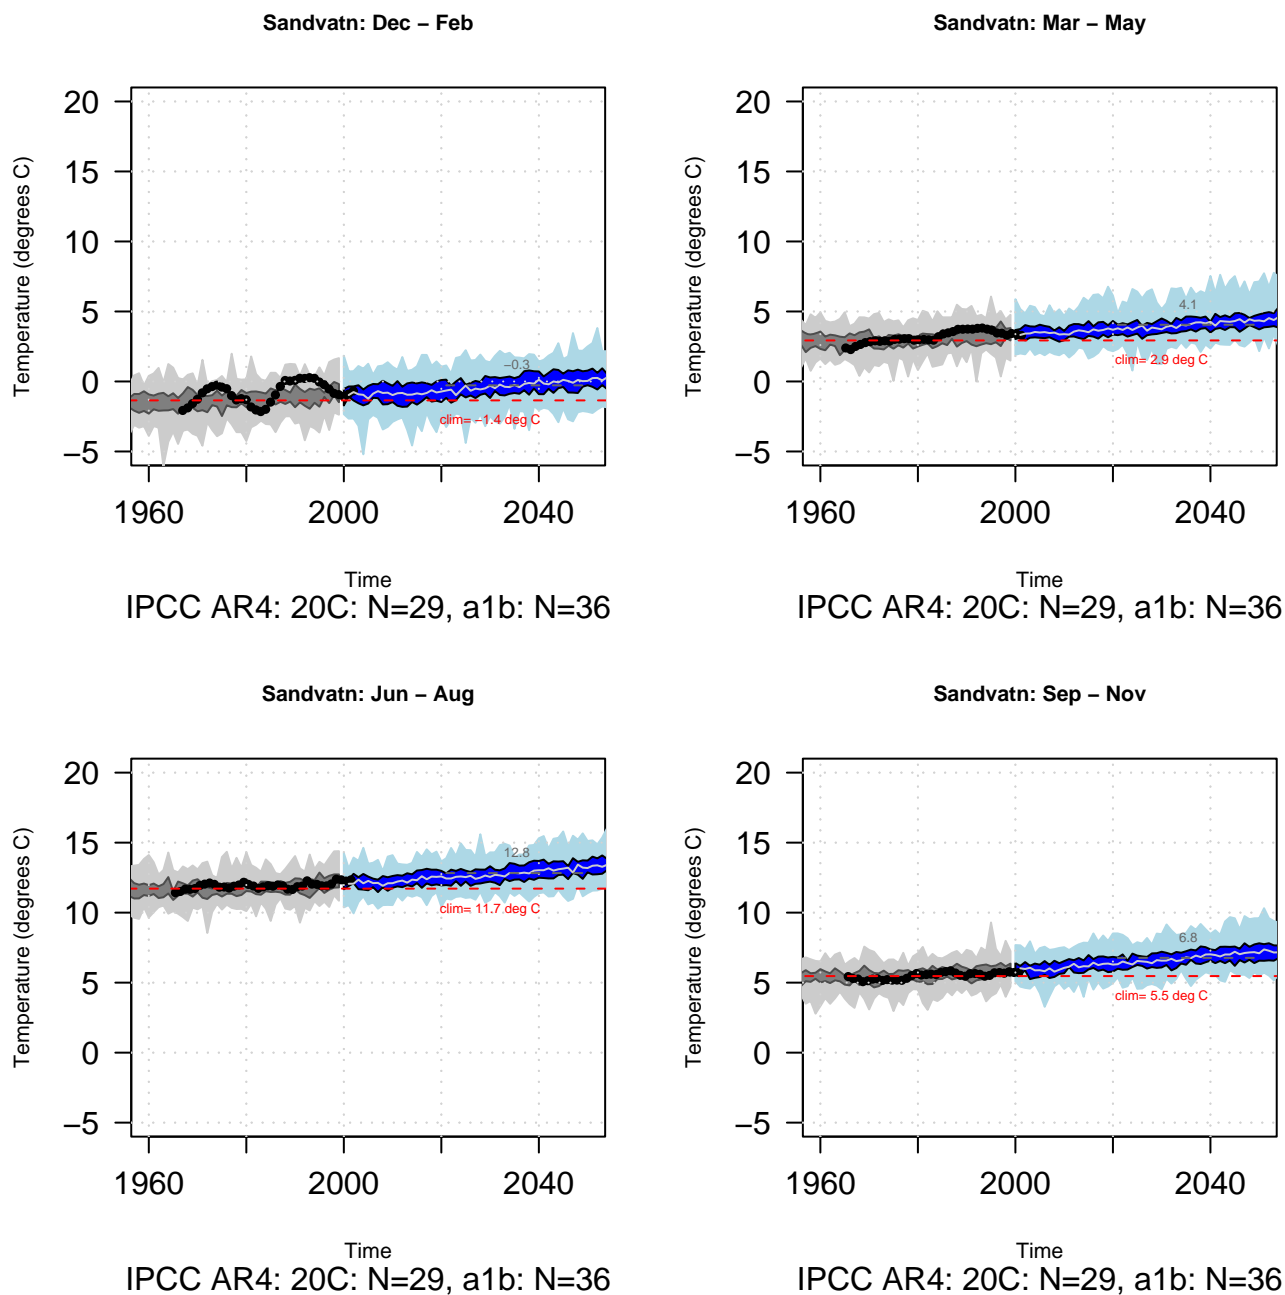 Sandvatn: Dec – Feb
Temperature (degrees C)
20
15
10
5
0
−5
−0.3
clim= −1.4 deg C
1960
2000
2040
Time
IPCC AR4: 20C: N=29, a1b: N=36
Sandvatn: Mar – May
Temperature (degrees C)
20
15
10
5
0
−5
4.1
clim= 2.9 deg C
1960
2000
2040
Time
IPCC AR4: 20C: N=29, a1b: N=36
Sandvatn: Jun – Aug
Temperature (degrees C)
20
15
10
5
0
−5
12.8
clim= 11.7 deg C
1960
2000
2040
Time
IPCC AR4: 20C: N=29, a1b: N=36
Sandvatn: Sep – Nov
Temperature (degrees C)
20
15
10
5
0
−5
6.8
clim= 5.5 deg C
1960
2000
2040
Time
IPCC AR4: 20C: N=29, a1b: N=36